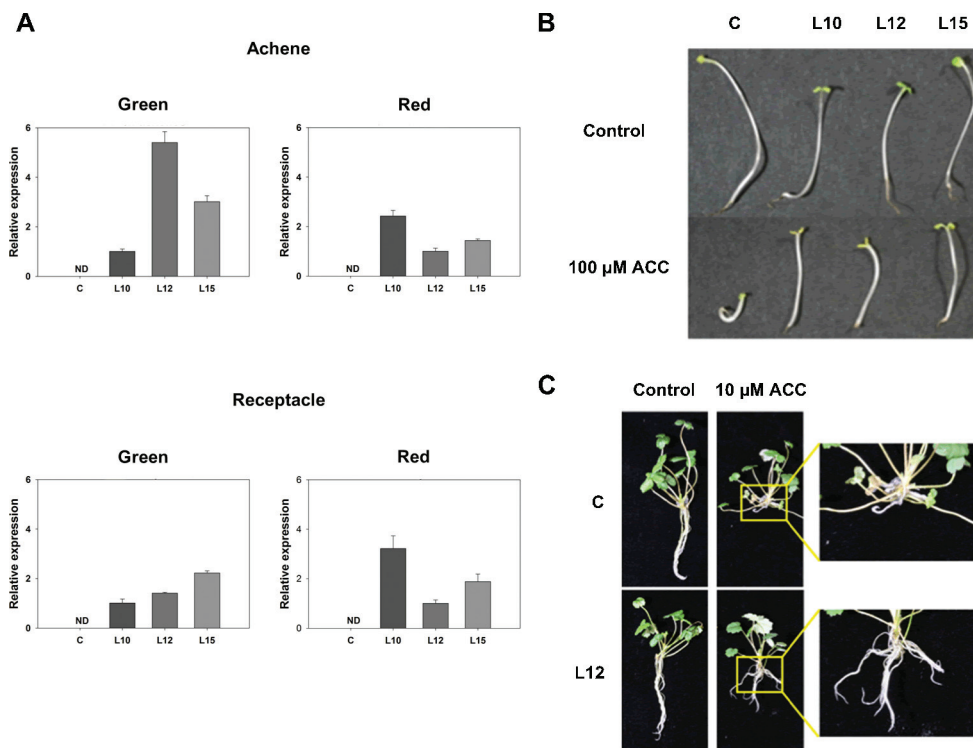 A
Achene
Green
Red
Relative expression
6
4
2
0
ND
C
L10
L12
L15
Relative expression
6
4
2
0
ND
C
L10
L12
L15
Receptacle
Green
Red
Relative expression
6
4
2
0
ND
C
L10
L12
L15
Relative expression
6
4
2
0
ND
C
L10
L12
L15
B
C L10 L12 L15
Control
100 µM ACC
C
Control 10 µM ACC
C
L12